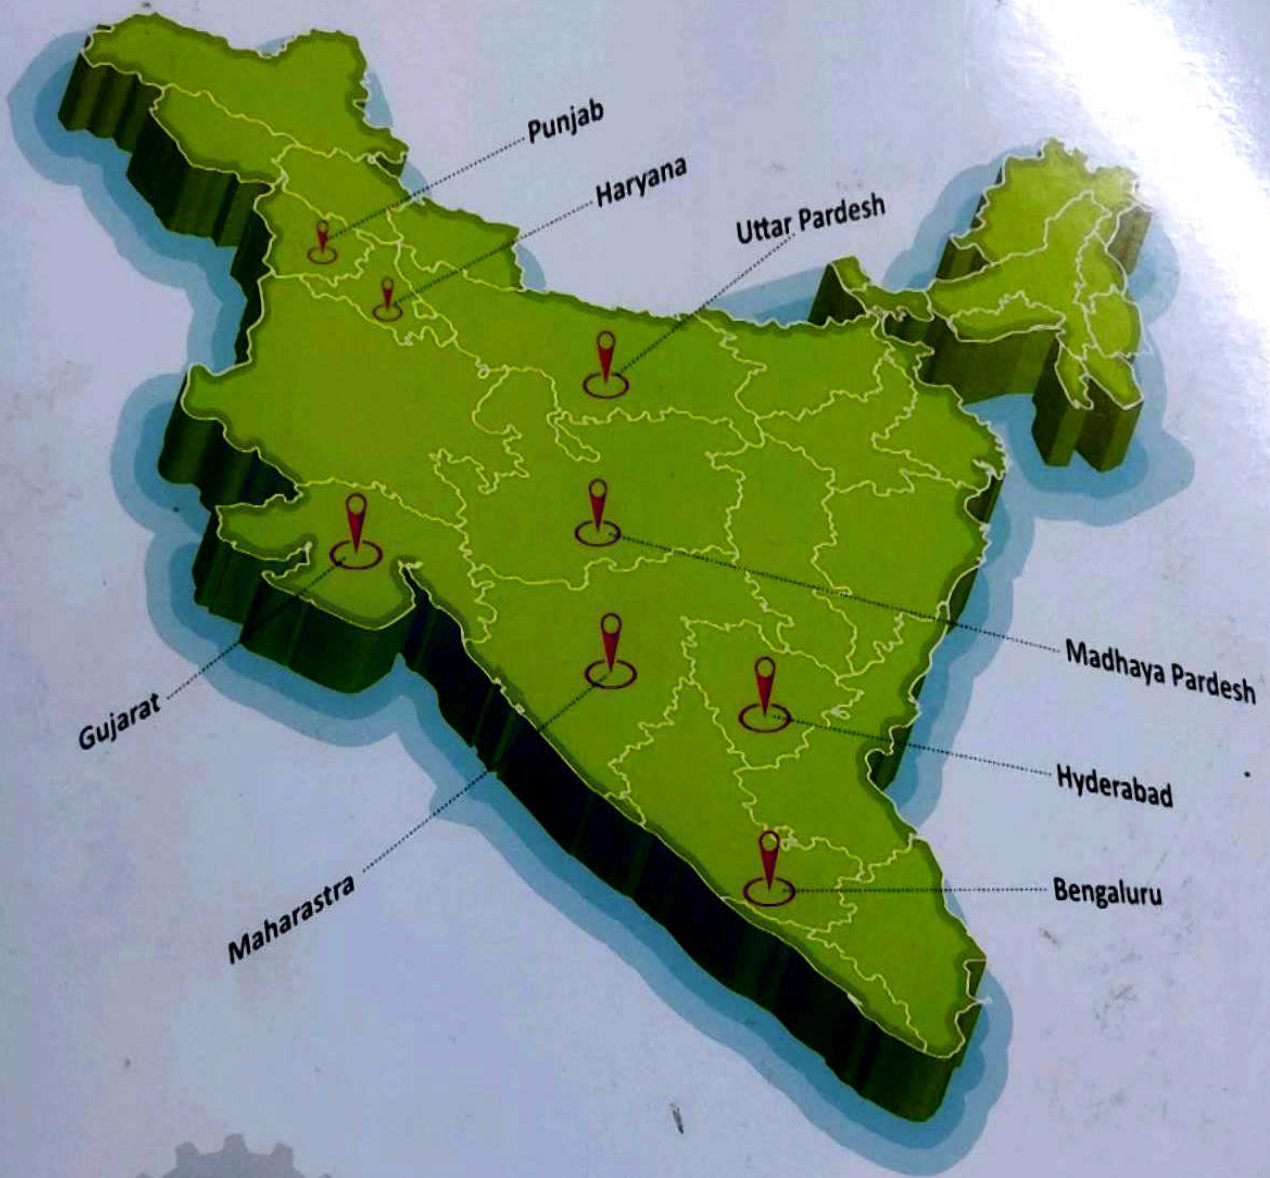 Punjab
Haryana
Uttar Pardesh
Madhaya Pardesh
Gujarat
Hyderabad
Maharastra
Bengaluru